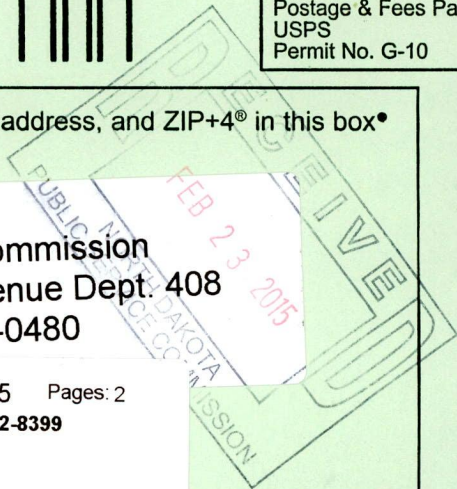 Postage & Fees Pa
USPS
Permit No. G-10
address, and ZIP+4® in this box•
RECEIVED
FEB 23 2015
NORTH DAKOTA
PUBLIC SERVICE COMMISSION
ommission
enue Dept. 408
-0480
5 Pages: 2
2-8399